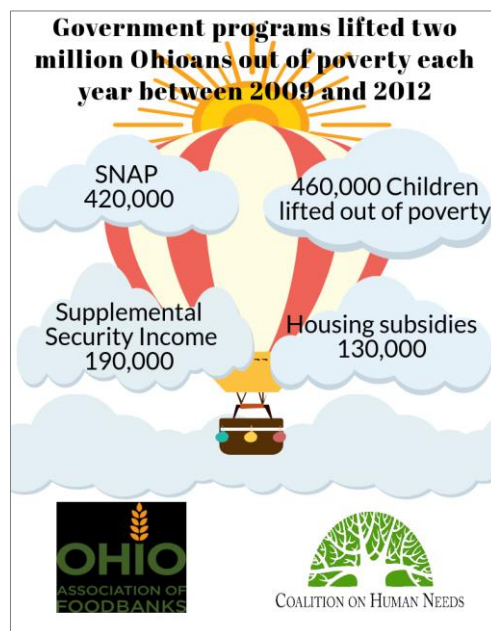 Government programs lifted two
million Ohioans out of poverty each
year between 2009 and 2012
SNAP
420,000
460,000 Children
lifted out of poverty
Supplemental
Security Income
190,000
Housing subsidies
130,000
OHIO
ASSOCIATION OF
FOODBANKS
COALITION ON HUMAN NEEDS